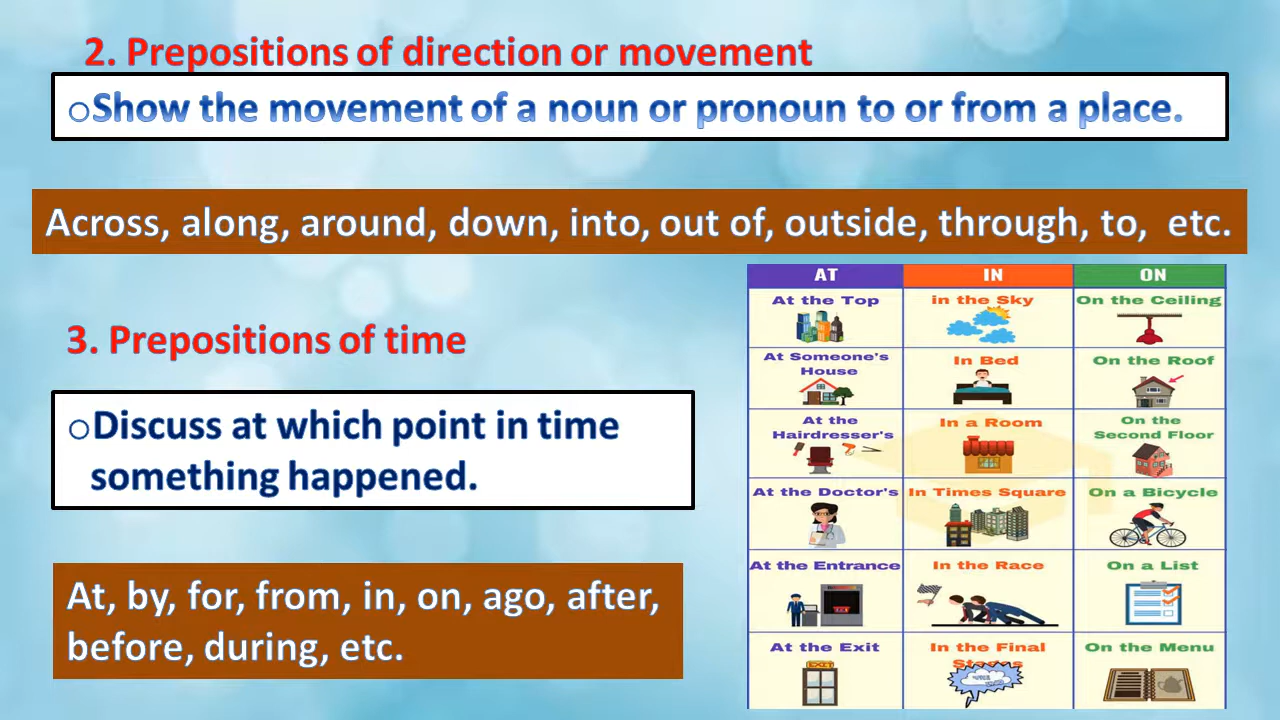 2. Prepositions of direction or movement
Show the movement of a noun or pronoun to or from a place.
Across, along, around, down, into, out of, outside, through, to, etc.
3. Prepositions of time
Discuss at which point in time
something happened.
At, by, for, from, in, on, ago, after,
before, during, etc.
AT IN ON
At the Top in the Sky On the Ceiling
At Someone's House In Bed On the Roof
At the Hairdresser's In a Room On the Second Floor
At the Doctor's In Times Square On a Bicycle
At the Entrance In the Race On a List
At the Exit In the Final On the Menu
EXIT